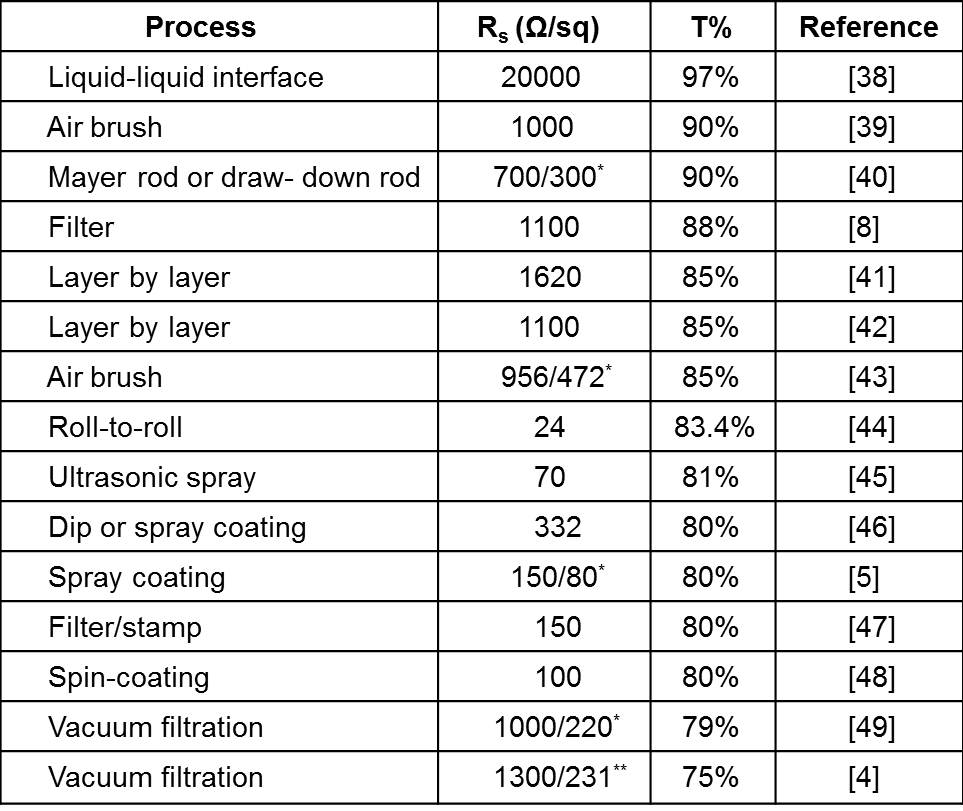 Process Rs (Ω/sq) T% Reference
Liquid-liquid interface 20000 97% [38]
Air brush 1000 90% [39]
Mayer rod or draw- down rod 700/300* 90% [40]
Filter 1100 88% [8]
Layer by layer 1620 85% [41]
Layer by layer 1100 85% [42]
Air brush 956/472* 85% [43]
Roll-to-roll 24 83.4% [44]
Ultrasonic spray 70 81% [45]
Dip or spray coating 332 80% [46]
Spray coating 150/80* 80% [5]
Filter/stamp 150 80% [47]
Spin-coating 100 80% [48]
Vacuum filtration 1000/220* 79% [49]
Vacuum filtration 1300/231** 75% [4]